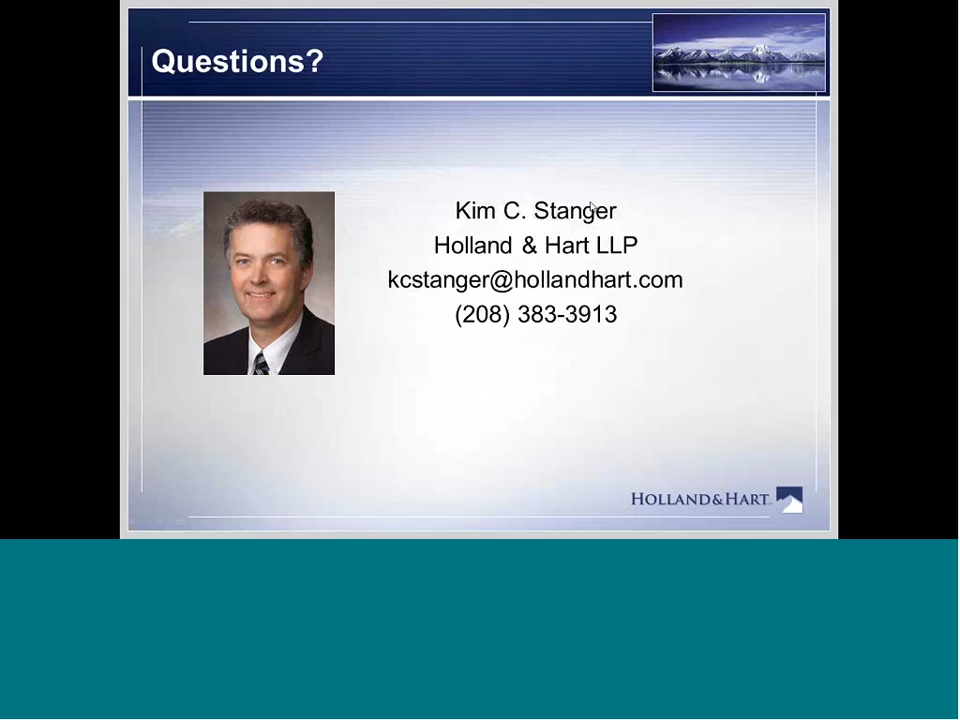 Questions?
Kim C. Stanger
Holland & Hart LLP
kcstanger@hollandhart.com
(208) 383-3913
HOLLAND&HART